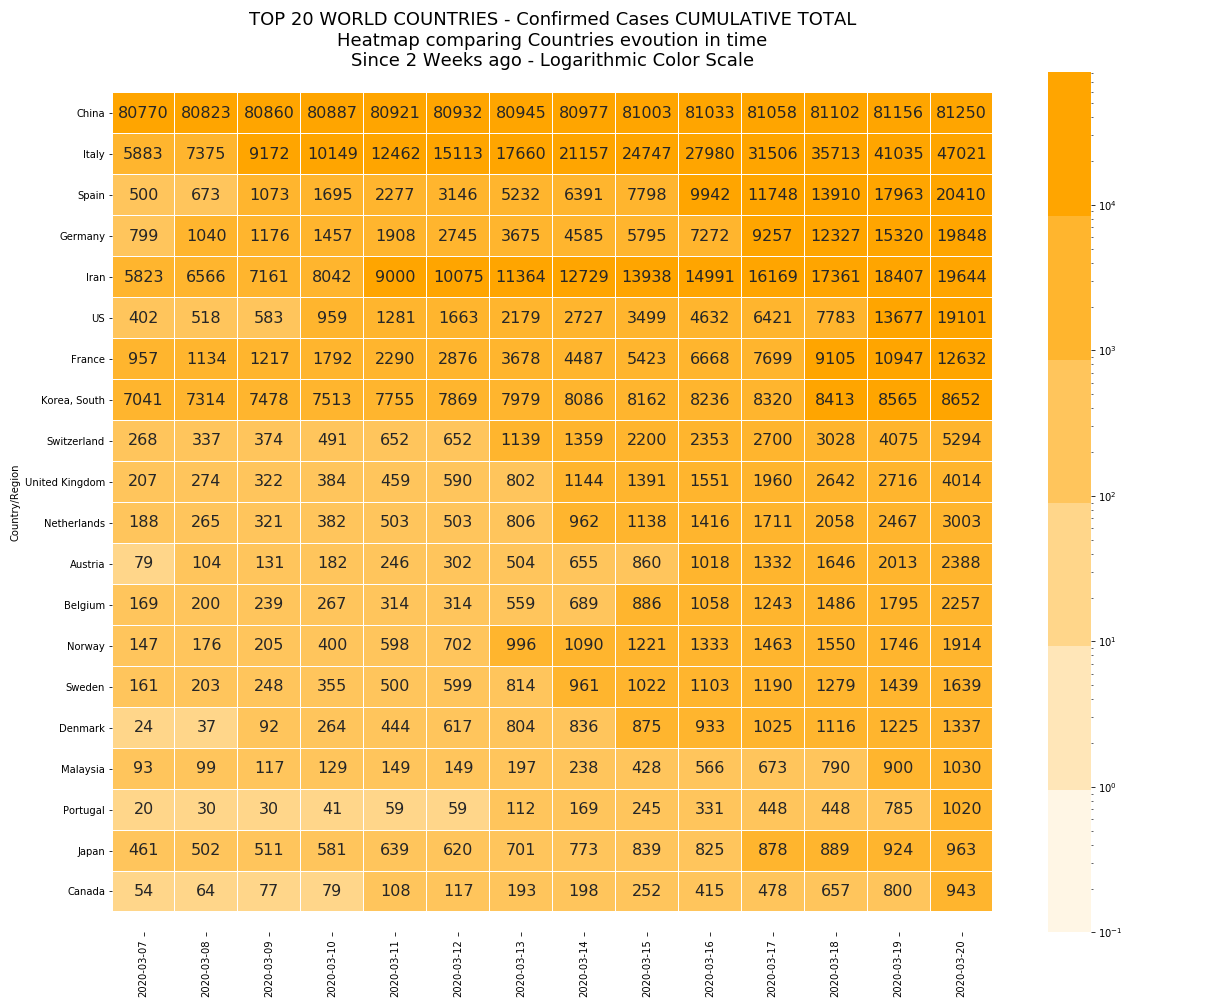 TOP 20 WORLD COUNTRIES - Confirmed Cases CUMULATIVE TOTAL
Heatmap comparing Countries evoution in time
Since 2 Weeks ago - Logarithmic Color Scale
Country/Region
China 80770 80823 80860 80887 80921 80932 80945 80977 81003 81033 81058 81102 81156 81250
Italy 5883 7375 9172 10149 12462 15113 17660 21157 24747 27980 31506 35713 41035 47021
Spain 500 673 1073 1695 2277 3146 5232 6391 7798 9942 11748 13910 17963 20410
Germany 799 1040 1176 1457 1908 2745 3675 4585 5795 7272 9257 12327 15320 19848
Iran 5823 6566 7161 8042 9000 10075 11364 12729 13938 14991 16169 17361 18407 19644
US 402 518 583 959 1281 1663 2179 2727 3499 4632 6421 7783 13677 19101
France 957 1134 1217 1792 2290 2876 3678 4487 5423 6668 7699 9105 10947 12632
Korea, South 7041 7314 7478 7513 7755 7869 7979 8086 8162 8236 8320 8413 8565 8652
Switzerland 268 337 374 491 652 652 1139 1359 2200 2353 2700 3028 4075 5294
United Kingdom 207 274 322 384 459 590 802 1144 1391 1551 1960 2642 2716 4014
Netherlands 188 265 321 382 503 503 806 962 1138 1416 1711 2058 2467 3003
Austria 79 104 131 182 246 302 504 655 860 1018 1332 1646 2013 2388
Belgium 169 200 239 267 314 314 559 689 886 1058 1243 1486 1795 2257
Norway 147 176 205 400 598 702 996 1090 1221 1333 1463 1550 1746 1914
Sweden 161 203 248 355 500 599 814 961 1022 1103 1190 1279 1439 1639
Denmark 24 37 92 264 444 617 804 836 875 933 1025 1116 1225 1337
Malaysia 93 99 117 129 149 149 197 238 428 566 673 790 900 1030
Portugal 20 30 30 41 59 59 112 169 245 331 448 448 785 1020
Japan 461 502 511 581 639 620 701 773 839 825 878 889 924 963
Canada 54 64 77 79 108 117 193 198 252 415 478 657 800 943
2020-03-07 2020-03-08 2020-03-09 2020-03-10 2020-03-11 2020-03-12 2020-03-13 2020-03-14 2020-03-15 2020-03-16 2020-03-17 2020-03-18 2020-03-19 2020-03-20
10⁴
10³
10²
10¹
10⁰
10⁻¹